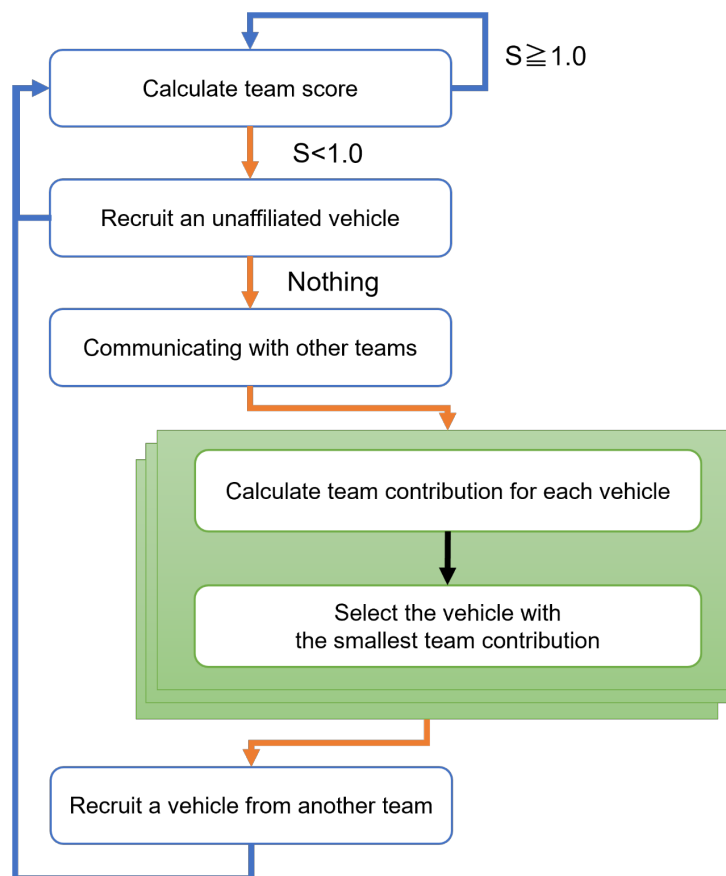 S≧1.0
Calculate team score
S<1.0
Recruit an unaffiliated vehicle
Nothing
Communicating with other teams
Calculate team contribution for each vehicle
Select the vehicle with
the smallest team contribution
Recruit a vehicle from another team